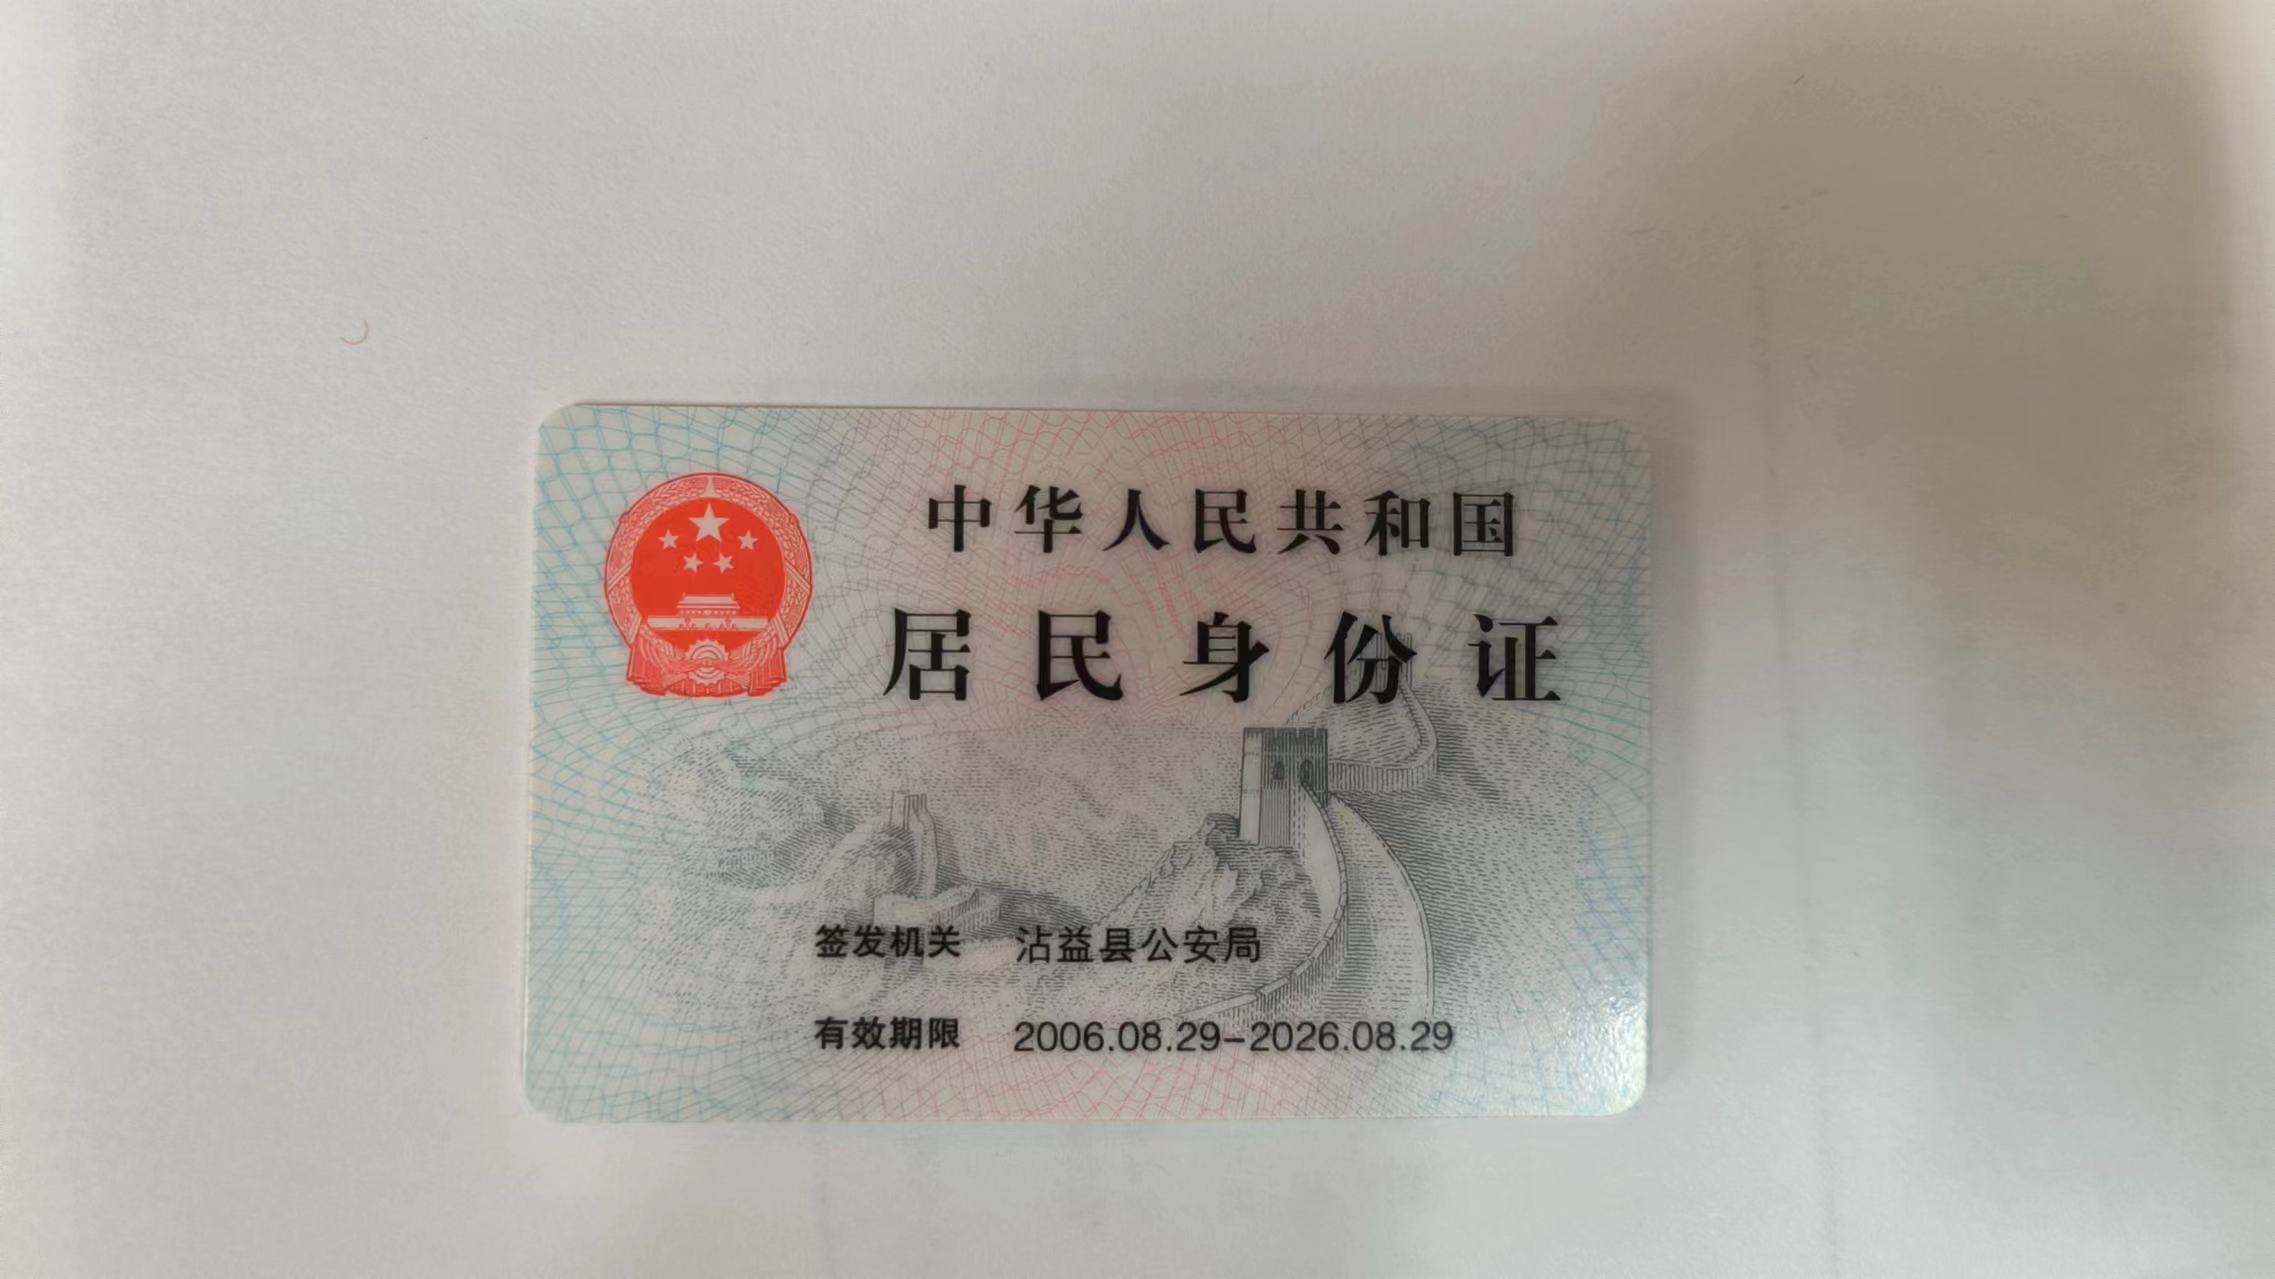 中华人民共和国
居民身份证
签发机关 沾益县公安局
有效期限 2006.08.29-2026.08.29